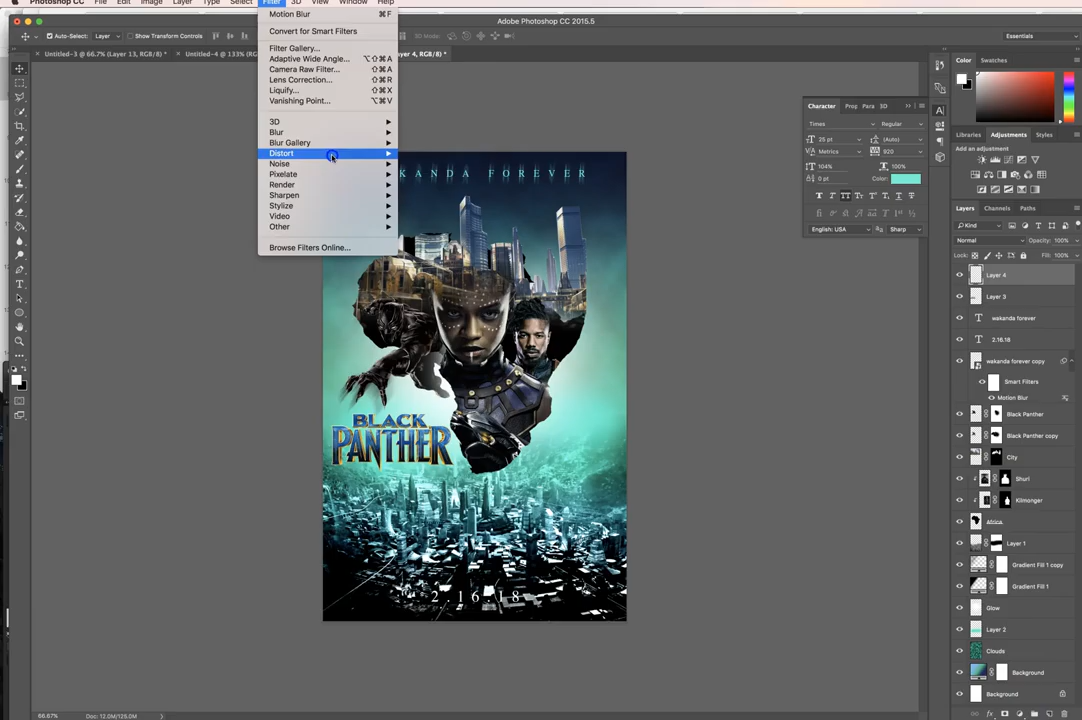 Photoshop CC File Edit Image Layer Type Select Filter 3D View Window Help
Adobe Photoshop CC 2015.5
Auto-Select: Layer Show Transform Controls 3D Mode: Essentials
Untitled-3 @ 66.7% (Layer 13, RGB/8) * Untitled-4 @ 133% ayer 4, RGB/8) *
Motion Blur ⌘F
Convert for Smart Filters
Filter Gallery...
Adaptive Wide Angle... ⌥⇧⌘A
Camera Raw Filter... ⇧⌘A
Lens Correction... ⇧⌘R
Liquify... ⇧⌘X
Vanishing Point... ⌥⌘V
3D
Blur
Blur Gallery
Distort
Noise
Pixelate
Render
Sharpen
Stylize
Video
Other
Browse Filters Online...
KANDA FOREVER
BLACK
PANTHER
2.16.18
Color Swatches
Character Prop Para 3D
Times Regular
25 pt (Auto)
Metrics 920
104% 100%
0 pt Color:
English: USA Sharp
Libraries Adjustments Styles
Layers Channels Paths
Kind
Normal Opacity: 100%
Lock: Fill: 100%
Layer 4
Layer 3
wakanda forever
2.16.18
wakanda forever copy
Smart Filters
Motion Blur
Black Panther
Black Panther copy
City
Shuri
Kilmonger
Africa
Layer 1
Gradient Fill 1 copy
Gradient Fill 1
Glow
Layer 2
Clouds
Background
Background
66.67% Doc: 12.0M/125.0M